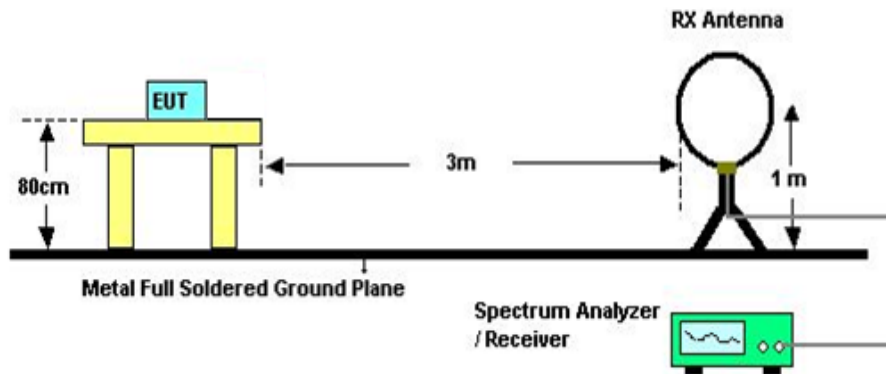 RX Antenna
EUT
3m
80cm
1 m
Metal Full Soldered Ground Plane
Spectrum Analyzer
/ Receiver